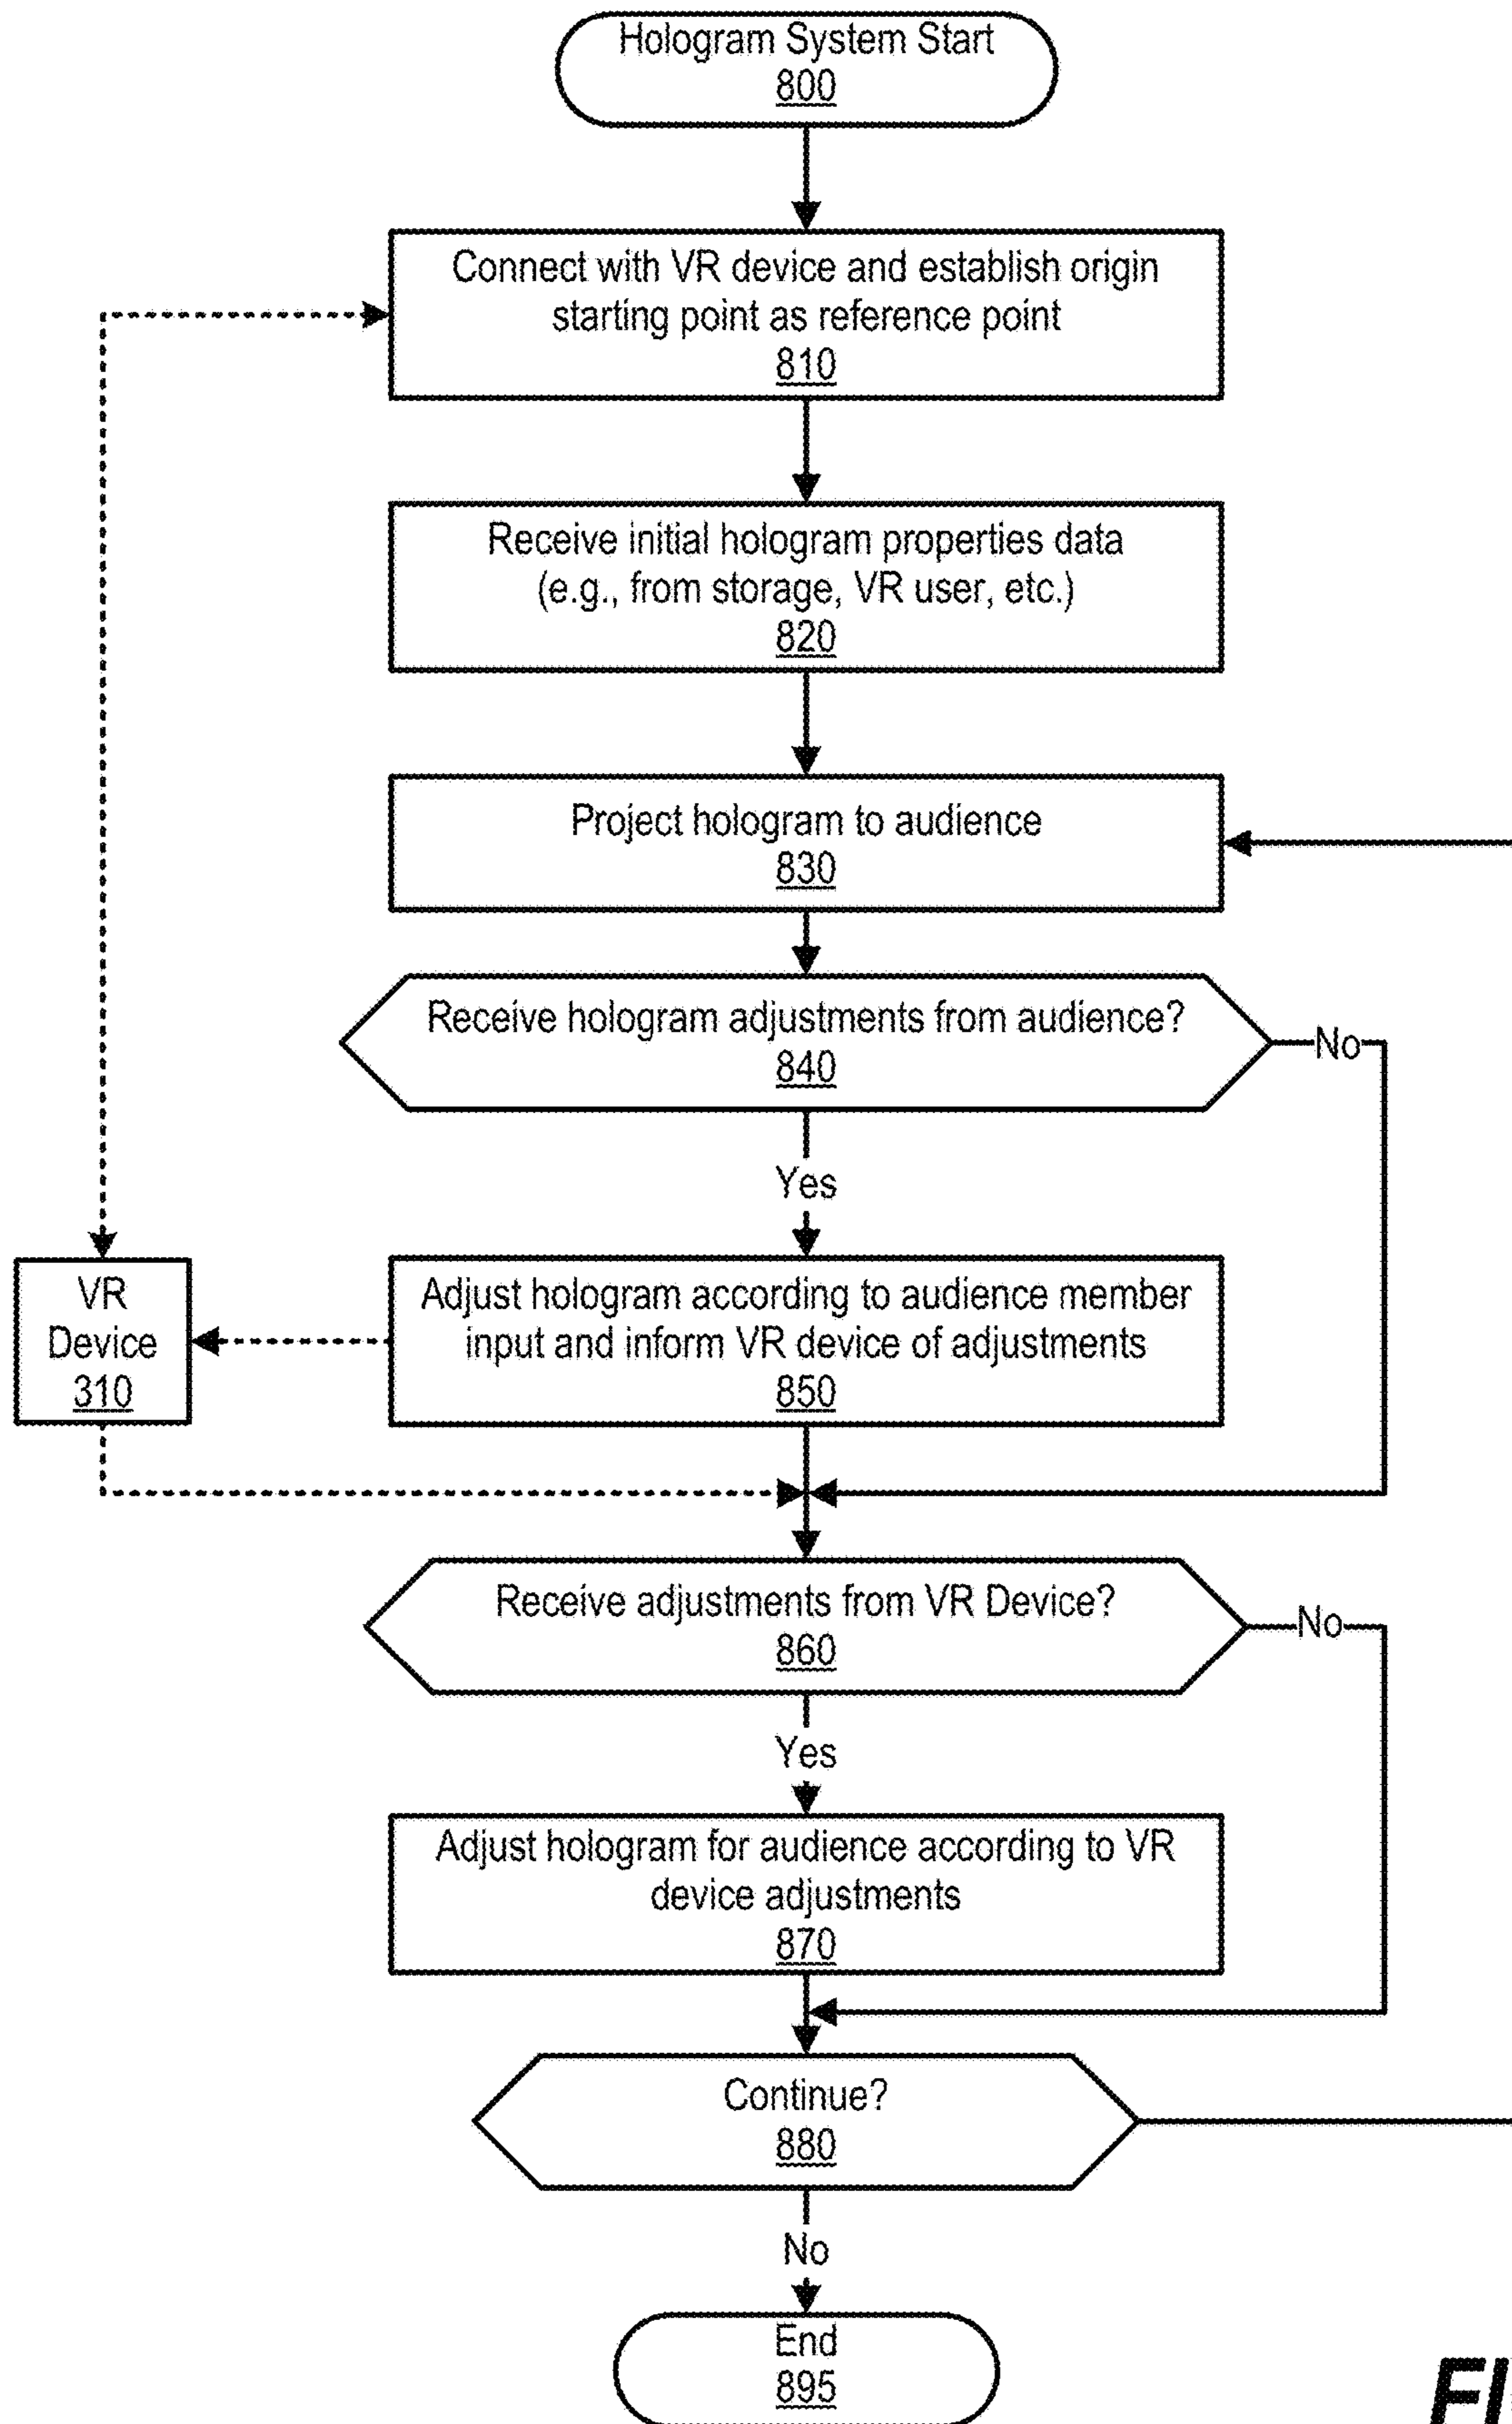 Hologram System Start
800
Connect with VR device and establish origin
starting point as reference point
810
Receive initial hologram properties data
(e.g., from storage, VR user, etc.)
820
Project hologram to audience
830
Receive hologram adjustments from audience?
840
No
Yes
VR
Device
310
Adjust hologram according to audience member
input and inform VR device of adjustments
850
Receive adjustments from VR Device?
860
No
Yes
Adjust hologram for audience according to VR
device adjustments
870
Continue?
880
No
End
895